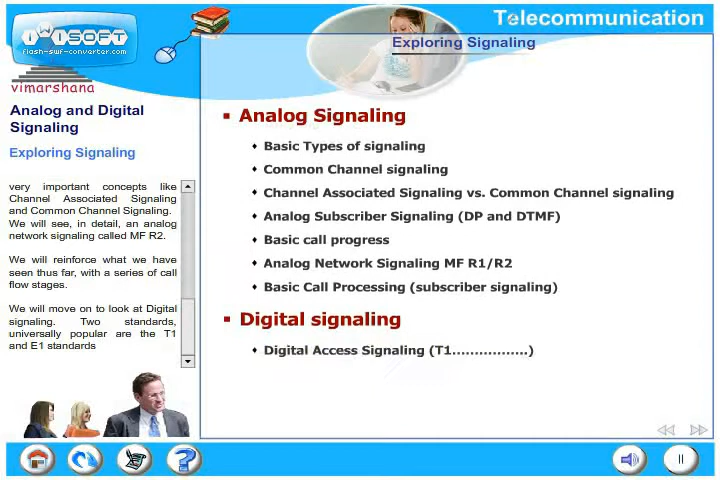 Telecommunication
iWiSOFT
flash-swf-converter.com
Exploring Signaling
vimarshana
Analog and Digital
Signaling
Exploring Signaling
very important concepts like
Channel Associated Signaling
and Common Channel Signaling.
We will see, in detail, an analog
network signaling called MF R2.
We will reinforce what we have
seen thus far, with a series of call
flow stages.
We will move on to look at Digital
signaling. Two standards,
universally popular are the T1
and E1 standards
Analog Signaling
Basic Types of signaling
Common Channel signaling
Channel Associated Signaling vs. Common Channel signaling
Analog Subscriber Signaling (DP and DTMF)
Basic call progress
Analog Network Signaling MF R1/R2
Basic Call Processing (subscriber signaling)
Digital signaling
Digital Access Signaling (T1.................)